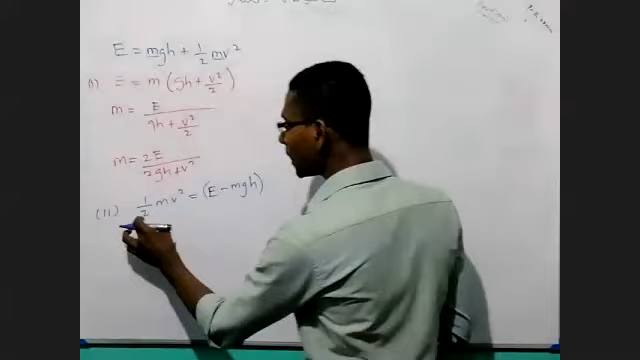 E = mgh + 1/2 mv²
(i) E = m (gh + v²/2)
m = E / (gh + v²/2)
m = 2E / (2gh + v²)
(ii) 1/2 mv² = (E - mgh)